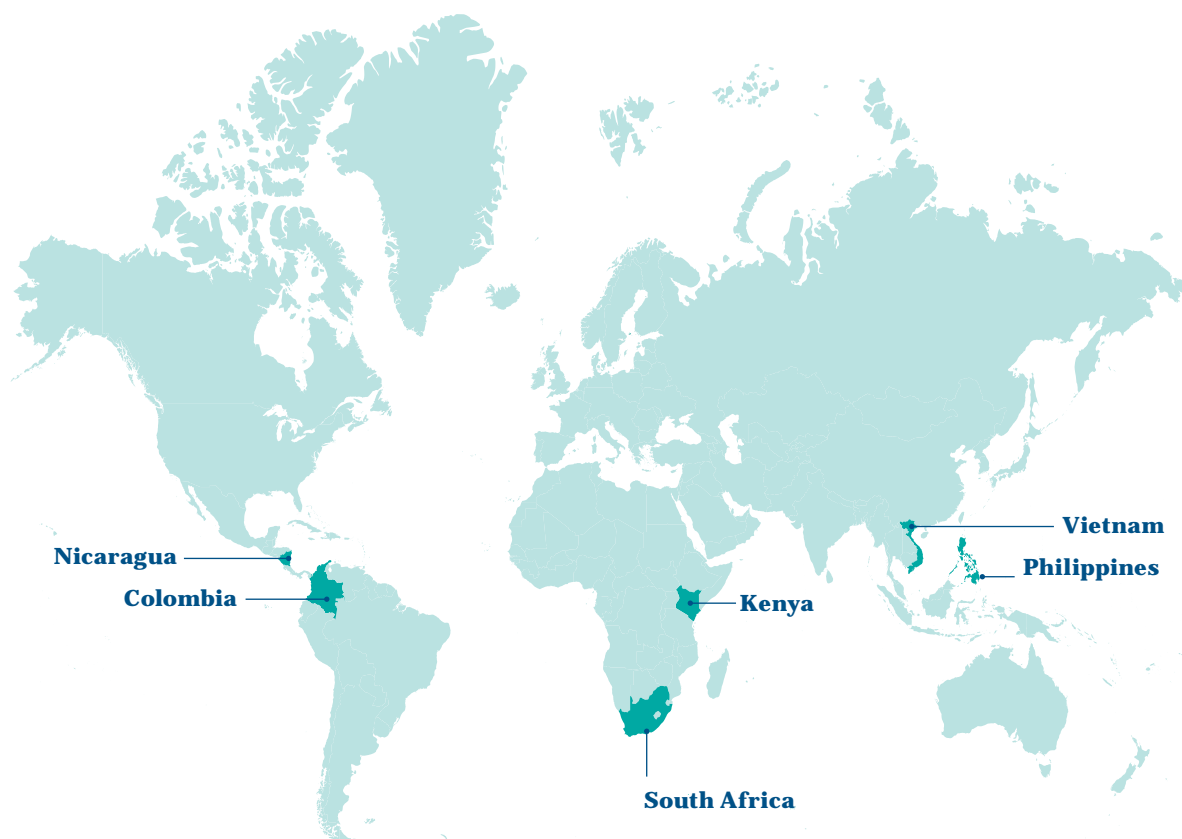 Vietnam
Nicaragua
Philippines
Colombia
Kenya
South Africa